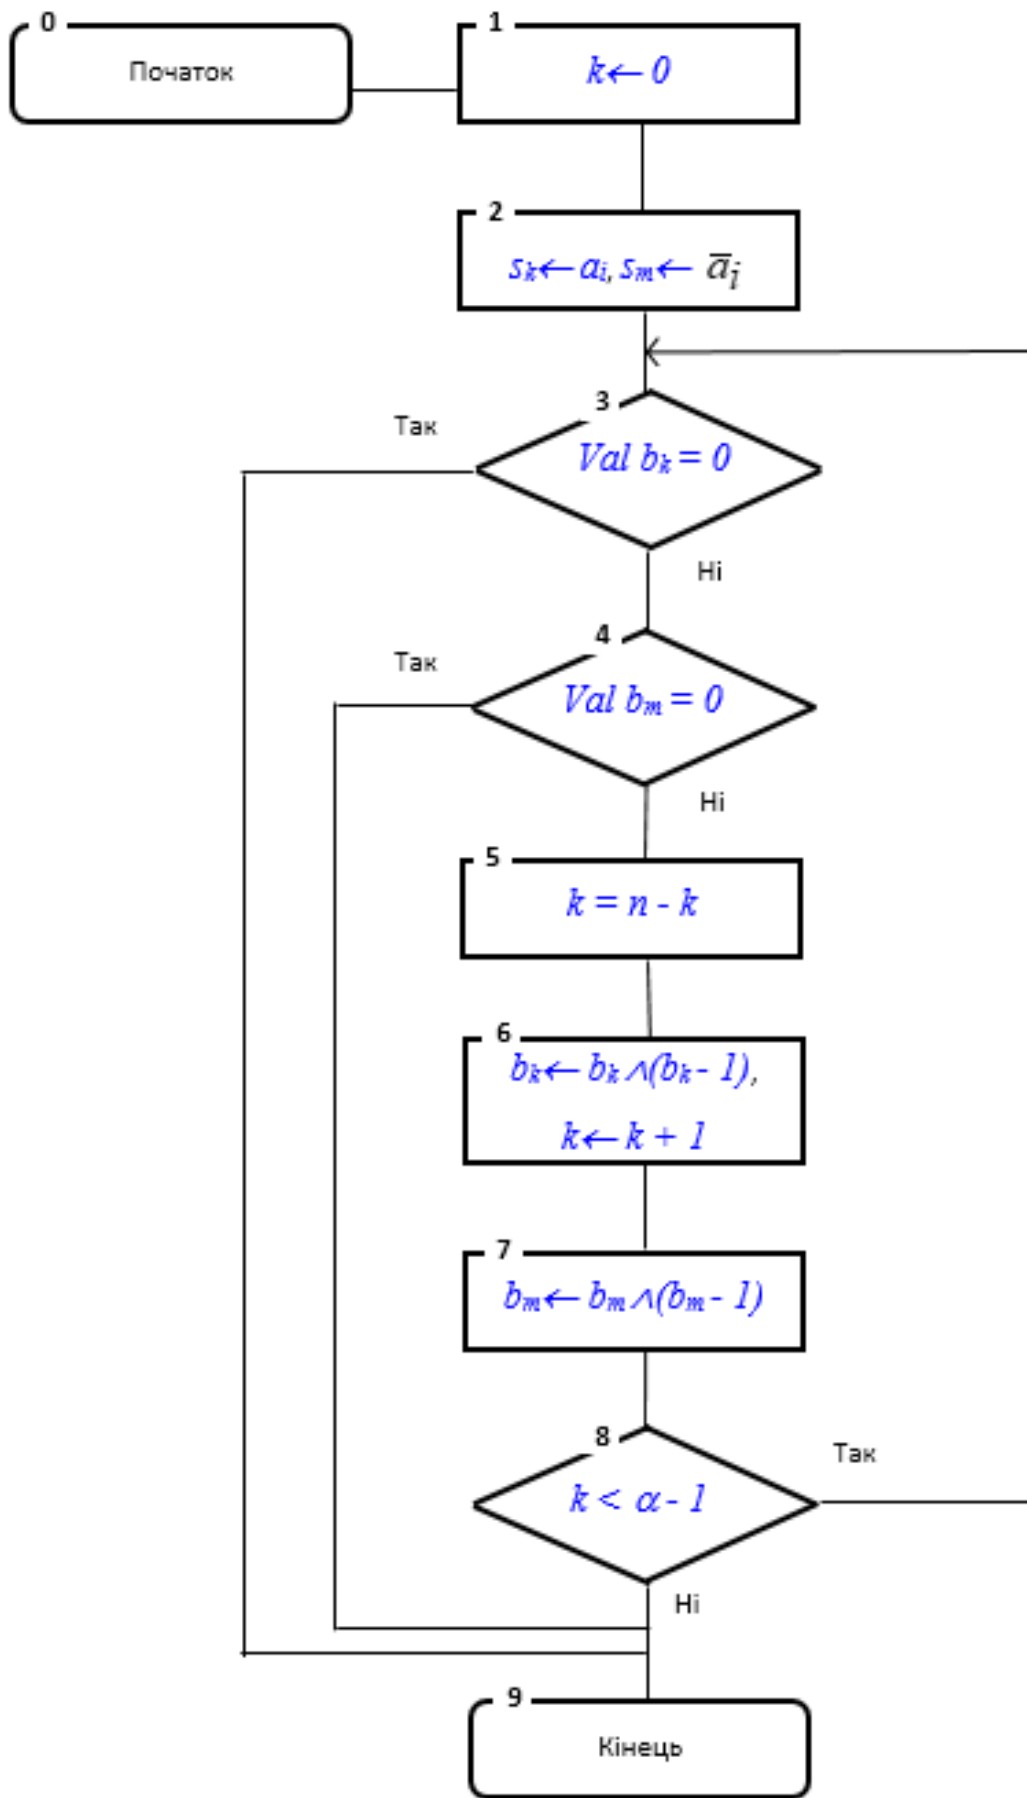 0
Початок
1
k ← 0
2
sₖ ← aᵢ, sₘ ← a̅ᵢ
3
Так
Val bₖ = 0
Ні
4
Так
Val bₘ = 0
Ні
5
k = n - k
6
bₖ ← bₖ ∧(bₖ - 1),
k ← k + 1
7
bₘ ← bₘ ∧(bₘ - 1)
8
Так
k < α - 1
Ні
9
Кінець